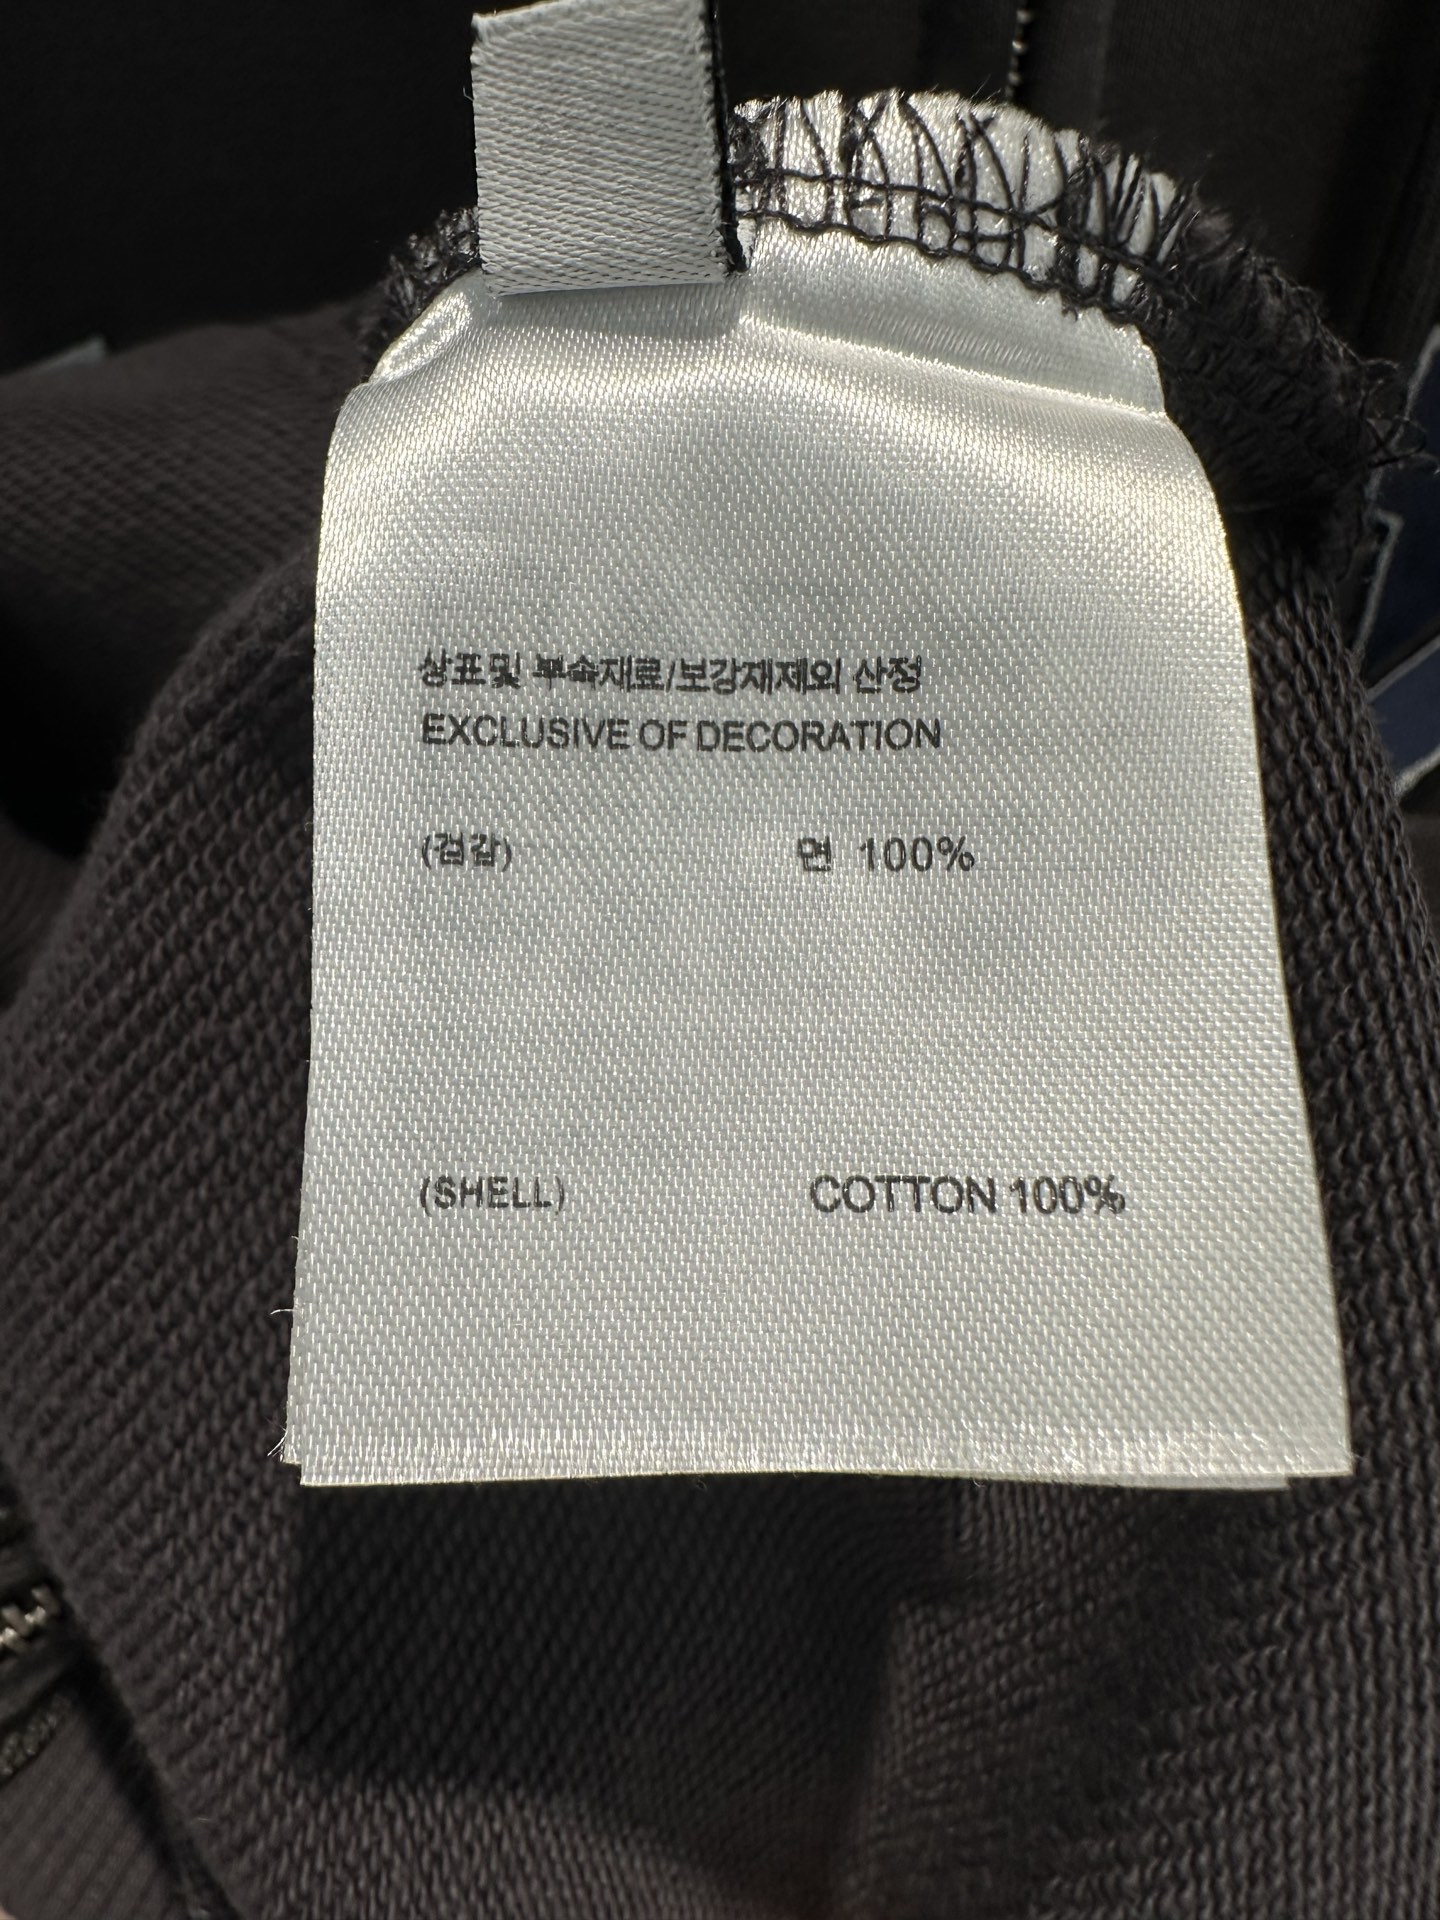 상표및 부속재료/보강재제외 산정
EXCLUSIVE OF DECORATION
(겉감) 면 100%
(SHELL) COTTON 100%